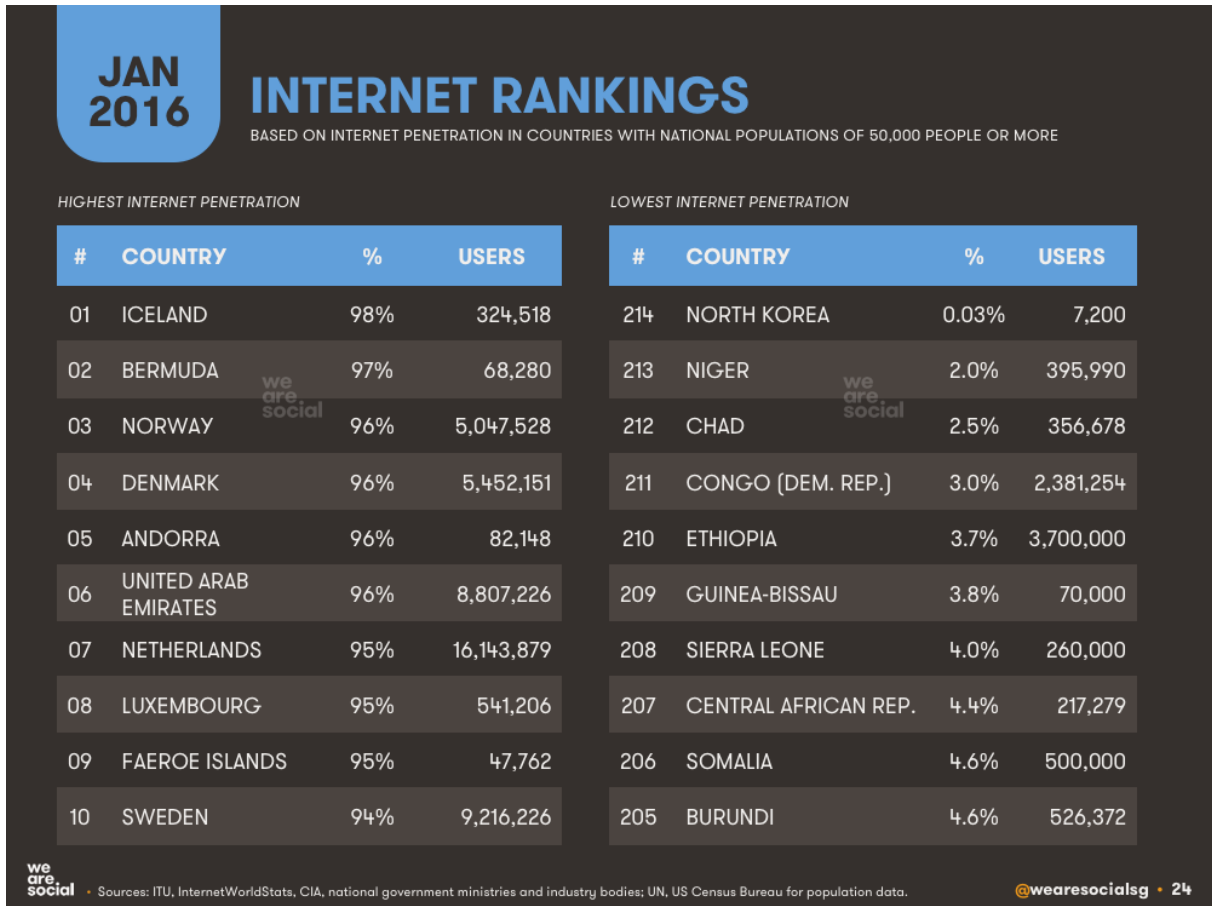 JAN
2016
INTERNET RANKINGS
BASED ON INTERNET PENETRATION IN COUNTRIES WITH NATIONAL POPULATIONS OF 50,000 PEOPLE OR MORE
HIGHEST INTERNET PENETRATION
# COUNTRY % USERS
01 ICELAND 98% 324,518
02 BERMUDA 97% 68,280
03 NORWAY 96% 5,047,528
04 DENMARK 96% 5,452,151
05 ANDORRA 96% 82,148
06 UNITED ARAB EMIRATES 96% 8,807,226
07 NETHERLANDS 95% 16,143,879
08 LUXEMBOURG 95% 541,206
09 FAEROE ISLANDS 95% 47,762
10 SWEDEN 94% 9,216,226
we
are.
social
LOWEST INTERNET PENETRATION
# COUNTRY % USERS
214 NORTH KOREA 0.03% 7,200
213 NIGER 2.0% 395,990
212 CHAD 2.5% 356,678
211 CONGO (DEM. REP.) 3.0% 2,381,254
210 ETHIOPIA 3.7% 3,700,000
209 GUINEA-BISSAU 3.8% 70,000
208 SIERRA LEONE 4.0% 260,000
207 CENTRAL AFRICAN REP. 4.4% 217,279
206 SOMALIA 4.6% 500,000
205 BURUNDI 4.6% 526,372
we
are.
social
we
are.
social
• Sources: ITU, InternetWorldStats, CIA, national government ministries and industry bodies; UN, US Census Bureau for population data.
@wearesocialsg • 24